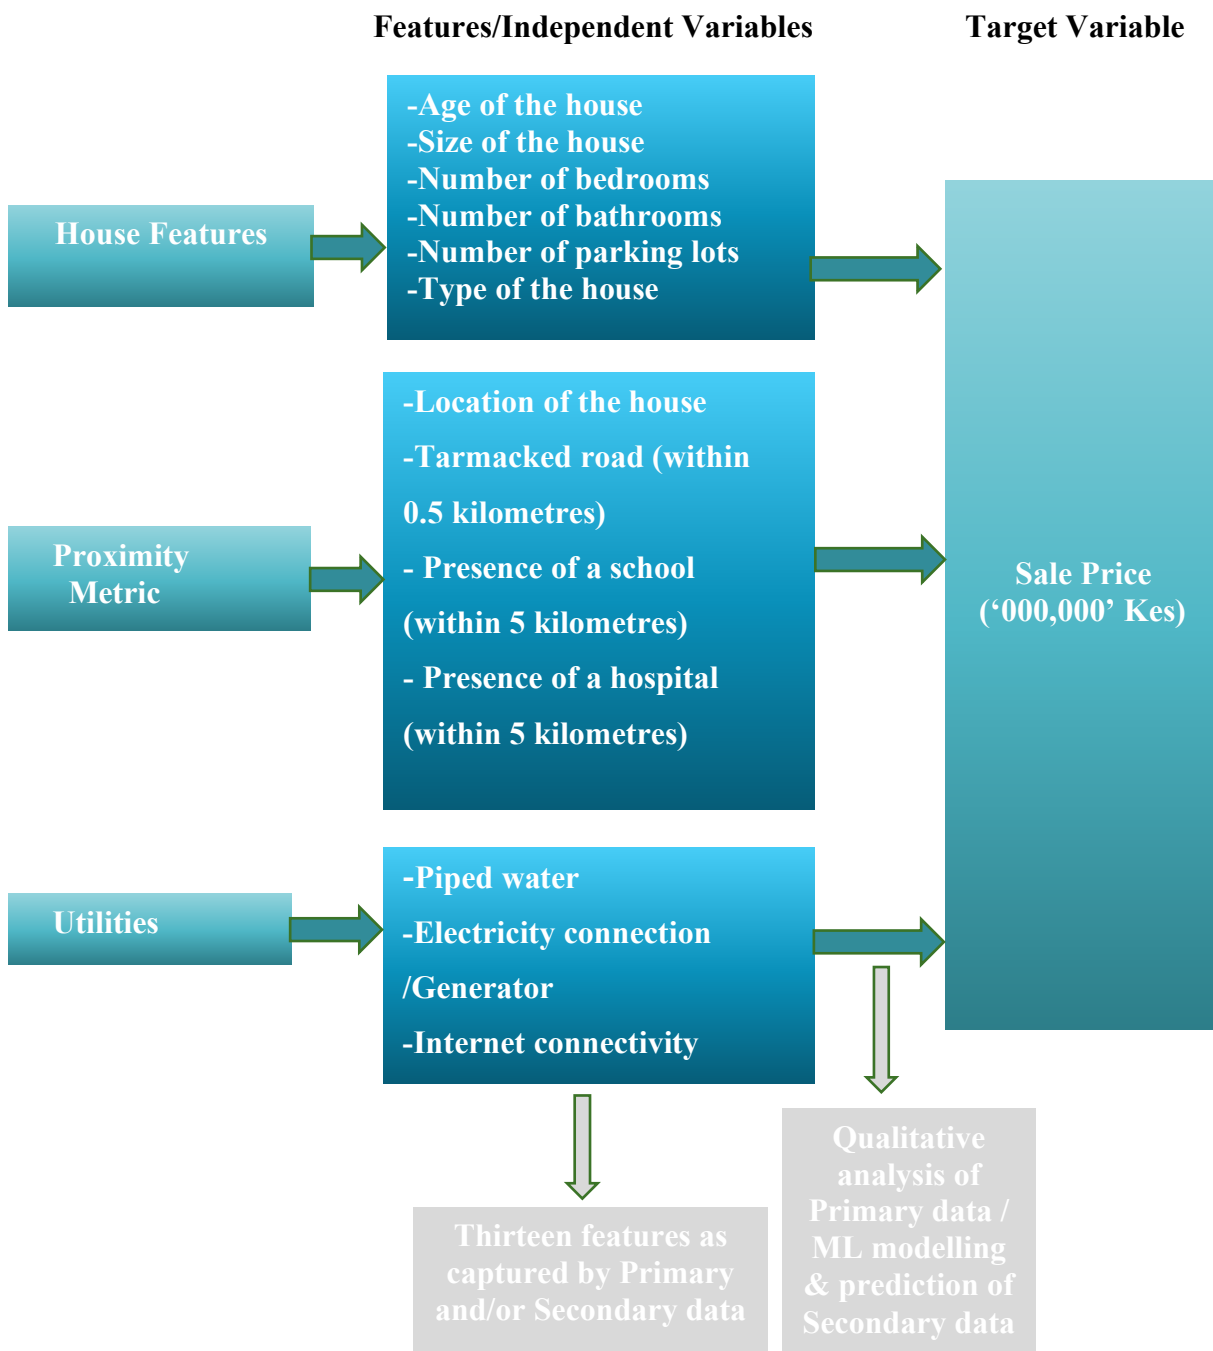 Features/Independent Variables
Target Variable
House Features
-Age of the house
-Size of the house
-Number of bedrooms
-Number of bathrooms
-Number of parking lots
-Type of the house
Proximity
Metric
-Location of the house
-Tarmacked road (within
0.5 kilometres)
- Presence of a school
(within 5 kilometres)
- Presence of a hospital
(within 5 kilometres)
Sale Price
(‘000,000’ Kes)
Utilities
-Piped water
-Electricity connection
/Generator
-Internet connectivity
Thirteen features as
captured by Primary
and/or Secondary data
Qualitative
analysis of
Primary data /
ML modelling
& prediction of
Secondary data